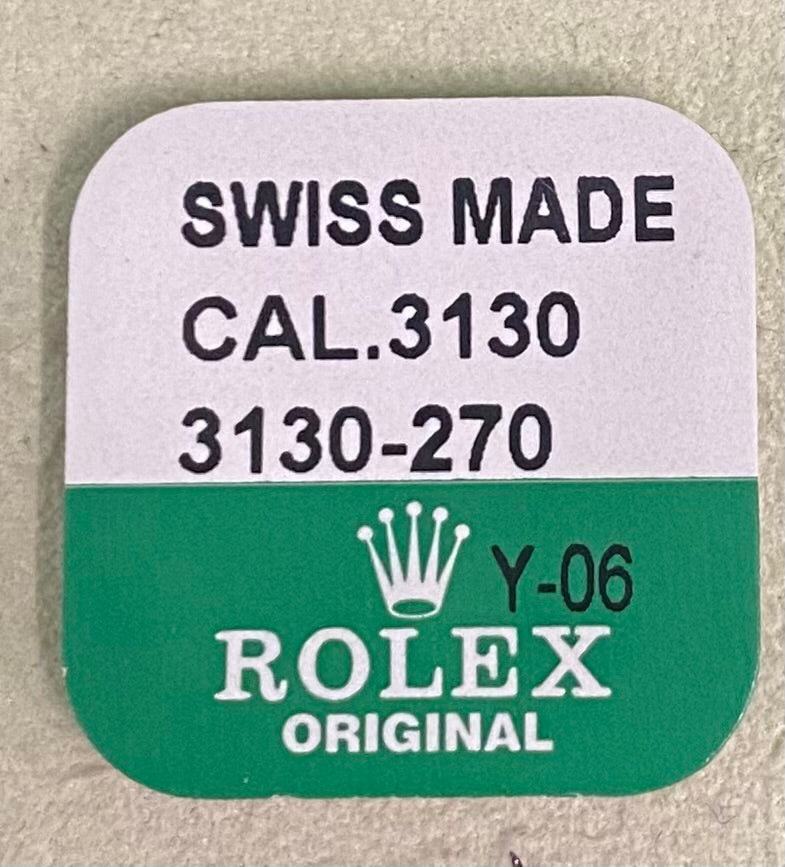 SWISS MADE
CAL.3130
3130-270
Y-06
ROLEX
ORIGINAL